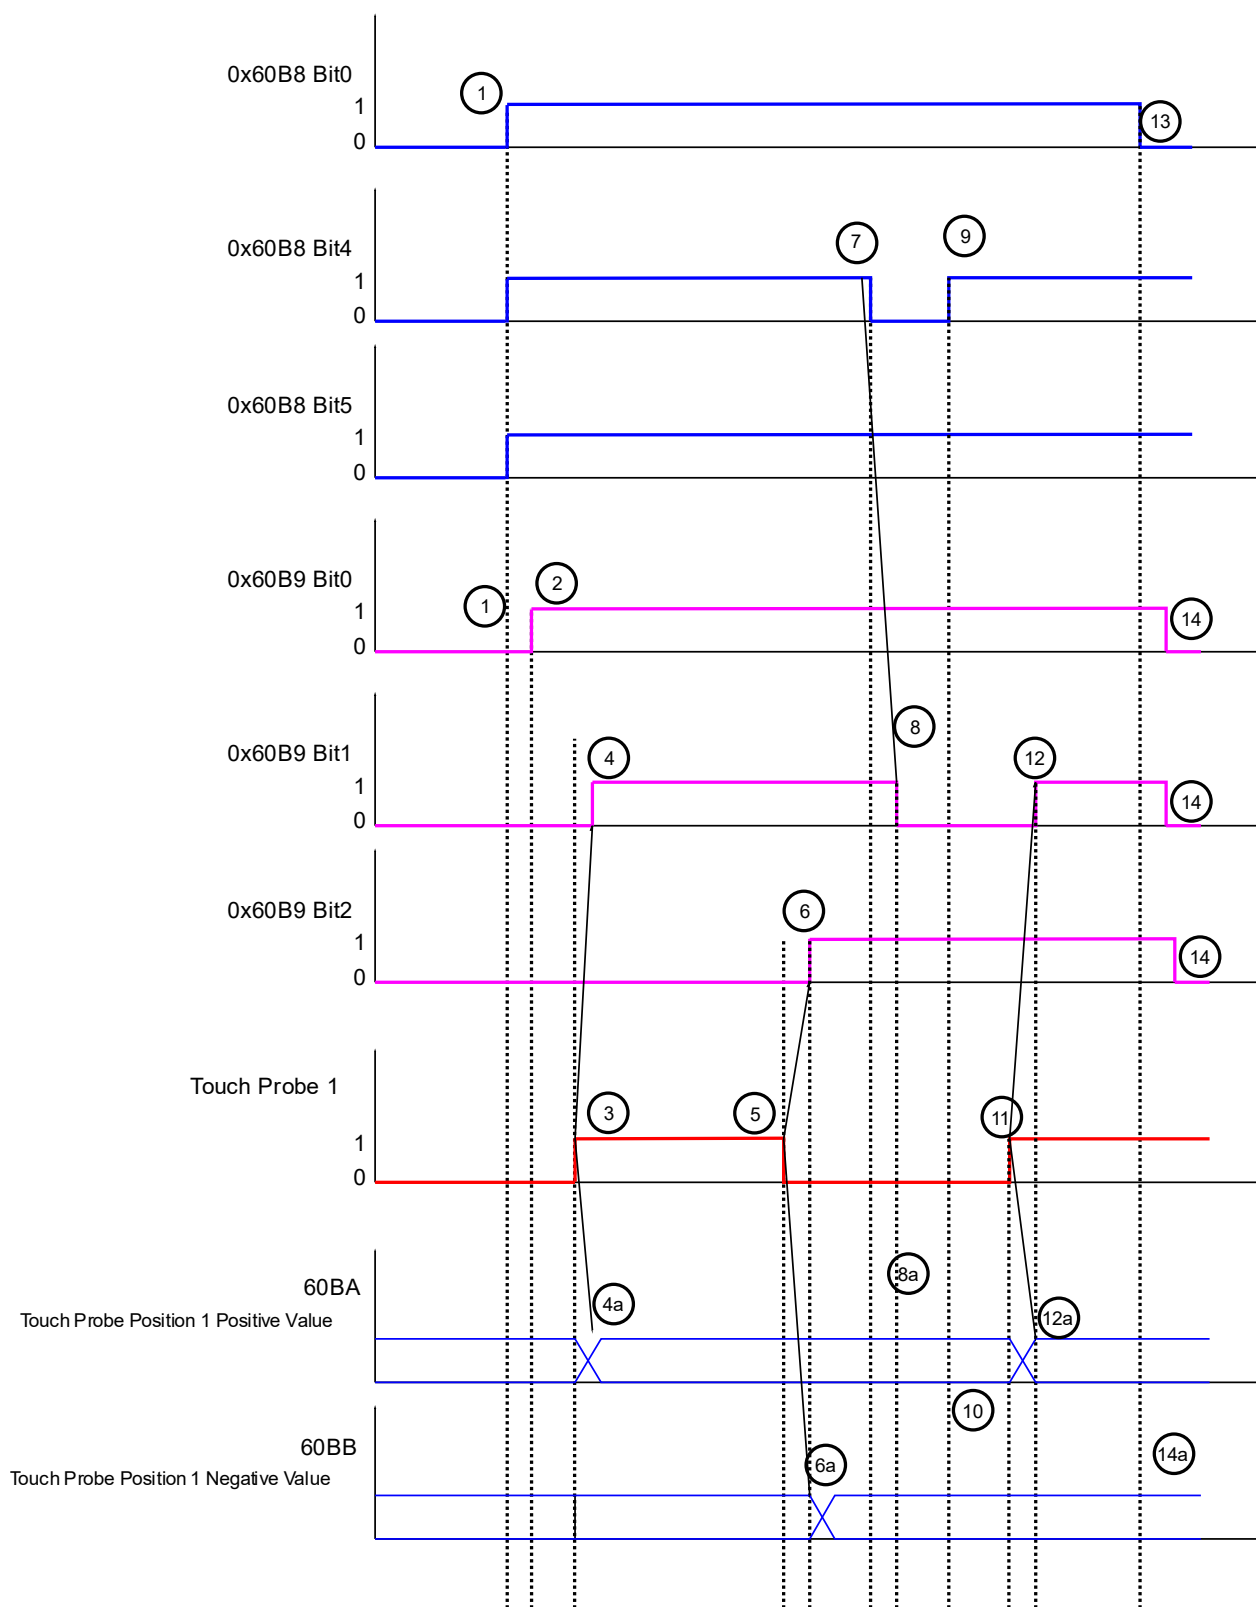 0x60B8 Bit0
1
1
13
0
7
9
0x60B8 Bit4
1
0
0x60B8 Bit5
1
0
0x60B9 Bit0
2
1
1
14
0
8
0x60B9 Bit1
4
12
1
14
0
0x60B9 Bit2
6
1
14
0
Touch Probe 1
3
5
11
1
0
60BA
8a
4a
Touch Probe Position 1 Positive Value
12a
10
60BB
14a
6a
Touch Probe Position 1 Negative Value